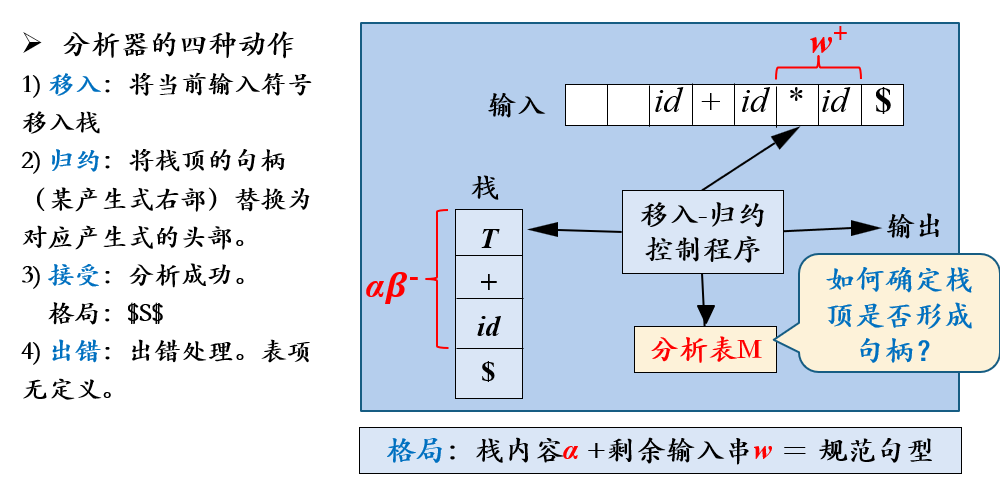 ➢ 分析器的四种动作
1) 移入：将当前输入符号
移入栈
2) 归约：将栈顶的句柄
（某产生式右部）替换为
对应产生式的头部。
3) 接受：分析成功。
格局：$S$
4) 出错：出错处理。表项
无定义。
w⁺
输入 id + id * id $
栈
T
+
id
$
αβ⁻
移入-归约
控制程序
输出
分析表M
如何确定栈
顶是否形成
句柄？
格局：栈内容α +剩余输入串w = 规范句型